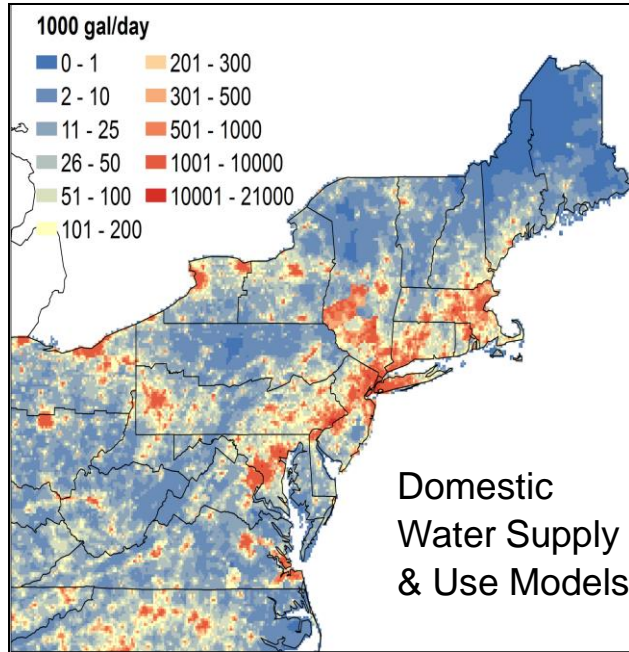 1000 gal/day
0 - 1
2 - 10
11 - 25
26 - 50
51 - 100
101 - 200
201 - 300
301 - 500
501 - 1000
1001 - 10000
10001 - 21000
Domestic
Water Supply
& Use Models